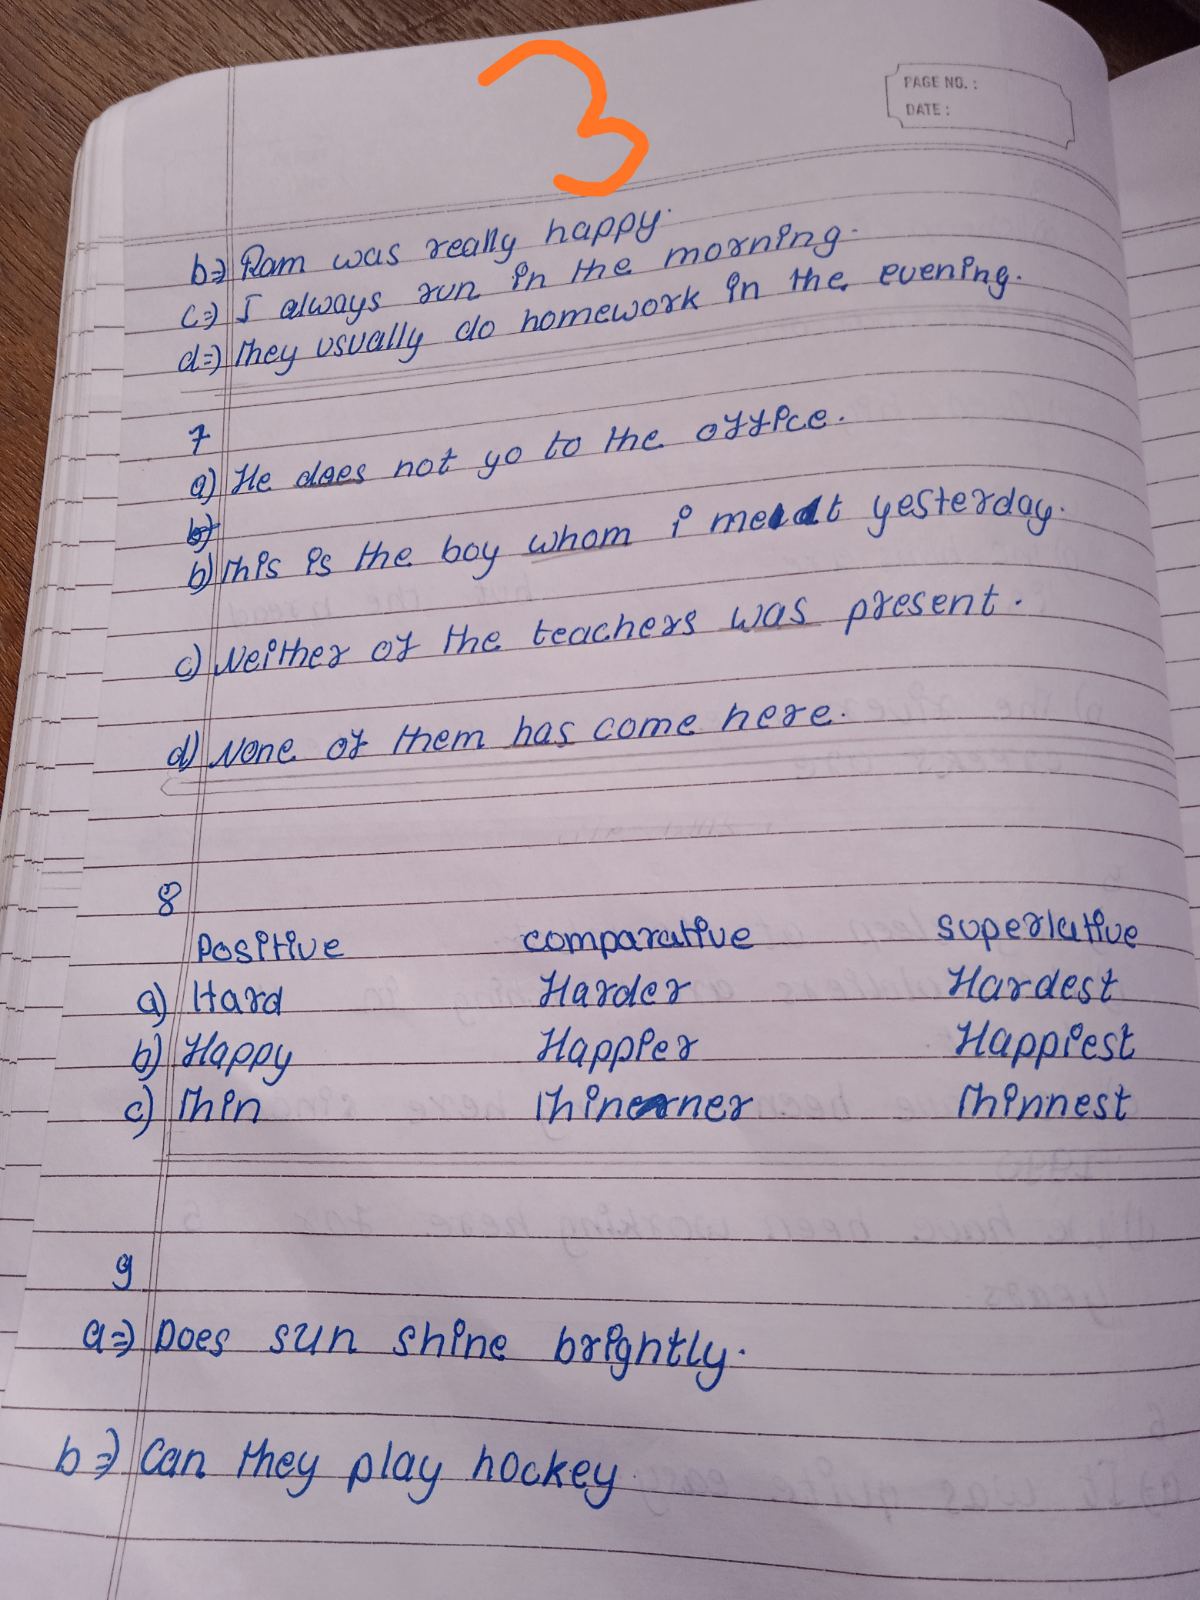 3
PAGE NO. :
DATE :
b⇒ Ram was really happy.
c⇒ I always run in the morning.
d⇒ They usually do homework in the evening.
7
a) He does not go to the office.
b)
b) This is the boy whom i met yesterday.
c) Neither of the teachers was present.
d) None of them has come here.
8
Positive comparative superlative
a) Hard Harder Hardest
b) Happy Happier Happiest
c) Thin Thinner Thinnest
9
a⇒ Does sun shine brightly.
b⇒ Can they play hockey.